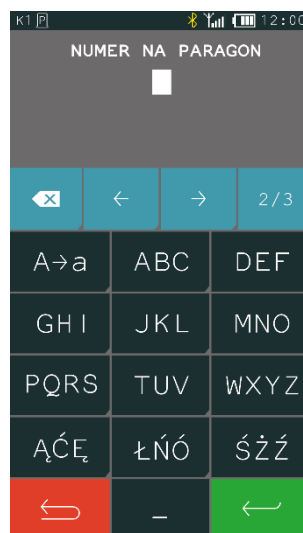 K1 P 12:00
NUMER NA PARAGON
2/3
A→a ABC DEF
GHI JKL MNO
PQRS TUV WXYZ
ĄĆĘ ŁŃÓ ŚŻŹ
_